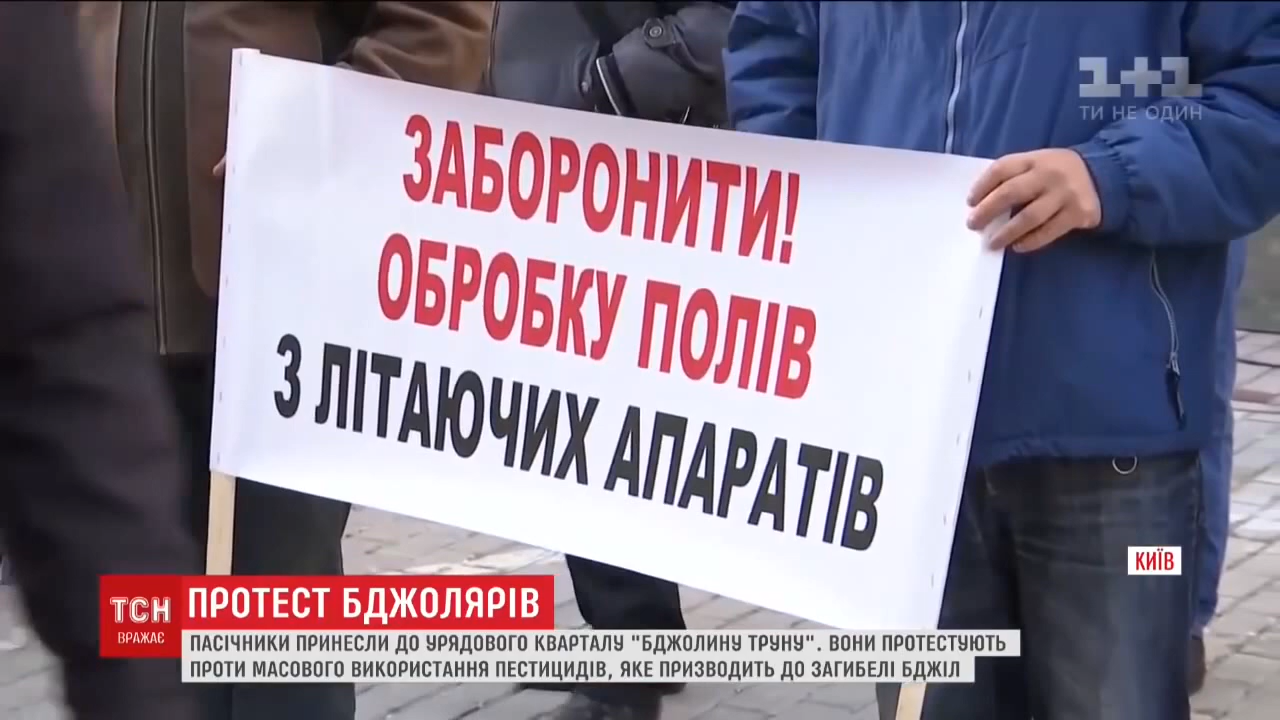 1+1
ТИ НЕ ОДИН
ЗАБОРОНИТИ!
ОБРОБКУ ПОЛІВ
З ЛІТАЮЧИХ АПАРАТІВ
КИЇВ
ТСН
ВРАЖАЄ
ПРОТЕСТ БДЖОЛЯРІВ
ПАСІЧНИКИ ПРИНЕСЛИ ДО УРЯДОВОГО КВАРТАЛУ "БДЖОЛИНУ ТРУНУ". ВОНИ ПРОТЕСТУЮТЬ
ПРОТИ МАСОВОГО ВИКОРИСТАННЯ ПЕСТИЦИДІВ, ЯКЕ ПРИЗВОДИТЬ ДО ЗАГИБЕЛІ БДЖІЛ